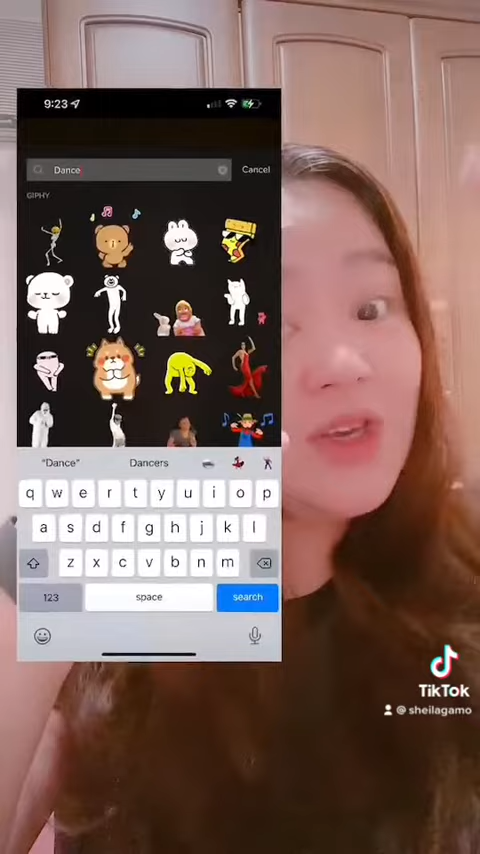 9:23
Dance
Cancel
GIPHY
"Dance"
Dancers
q w e r t y u i o p
a s d f g h j k l
z x c v b n m
123
space
search
TikTok
@sheilagamo